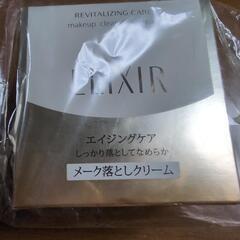 REVITALIZING CARE
makeup
ELIXIR
エイジングケア
しっかり落としてなめらか
メーク落としクリーム